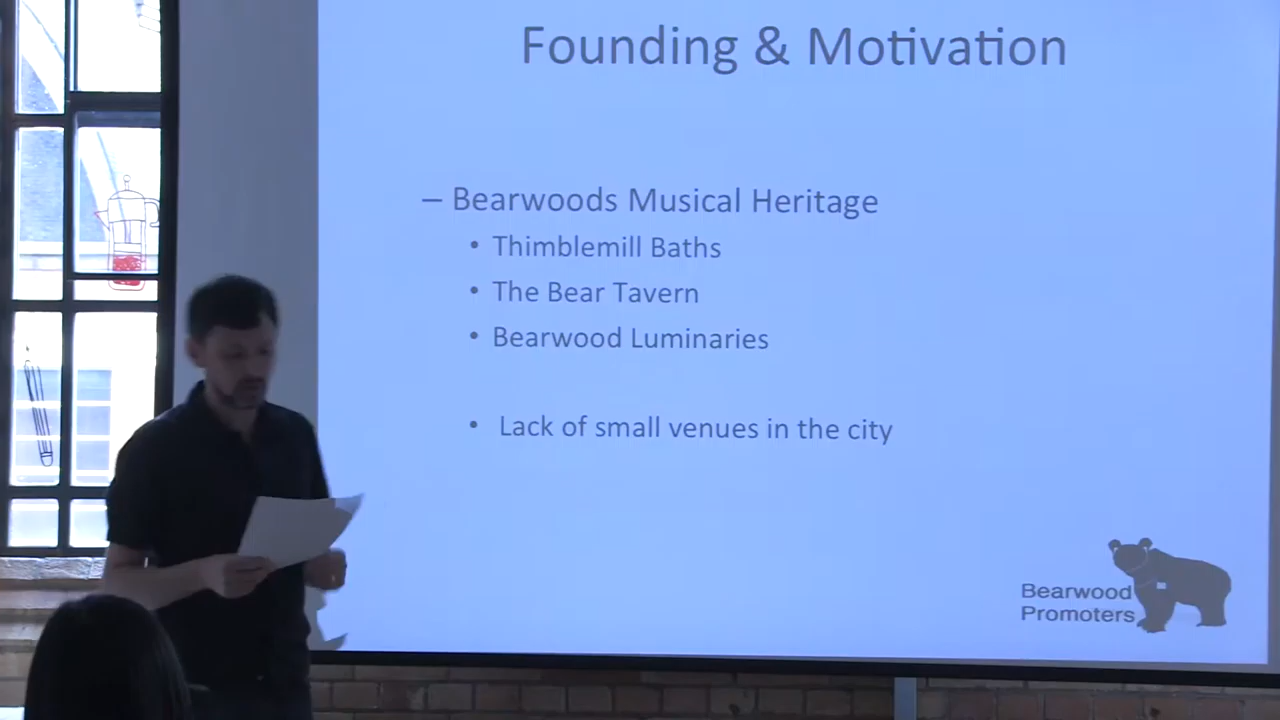 Founding & Motivation
– Bearwoods Musical Heritage
• Thimblemill Baths
• The Bear Tavern
• Bearwood Luminaries
• Lack of small venues in the city
Bearwood
Promoters